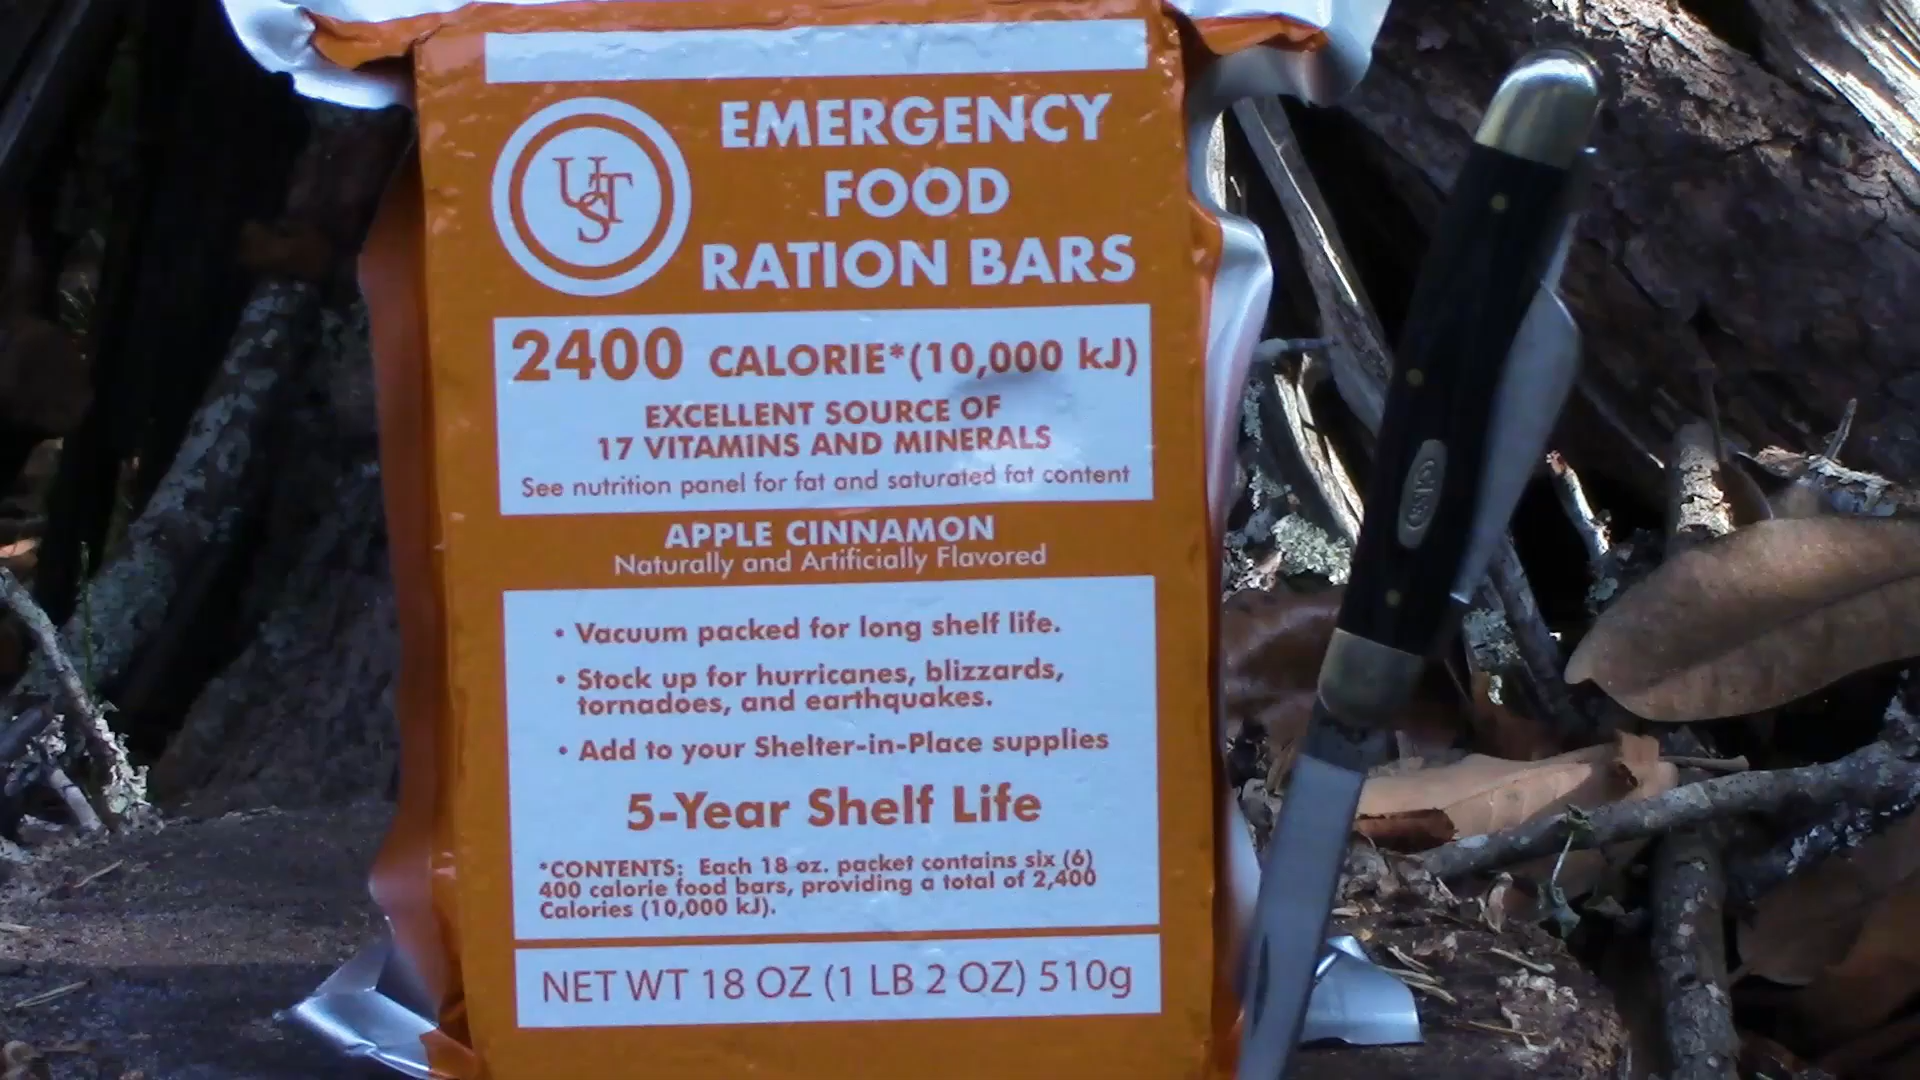 UST
EMERGENCY
FOOD
RATION BARS
2400 CALORIE*(10,000 kJ)
EXCELLENT SOURCE OF
17 VITAMINS AND MINERALS
See nutrition panel for fat and saturated fat content
APPLE CINNAMON
Naturally and Artificially Flavored
• Vacuum packed for long shelf life.
• Stock up for hurricanes, blizzards,
tornadoes, and earthquakes.
• Add to your Shelter-in-Place supplies
5-Year Shelf Life
*CONTENTS: Each 18 oz. packet contains six (6)
400 calorie food bars, providing a total of 2,400
Calories (10,000 kJ).
NET WT 18 OZ (1 LB 2 OZ) 510g